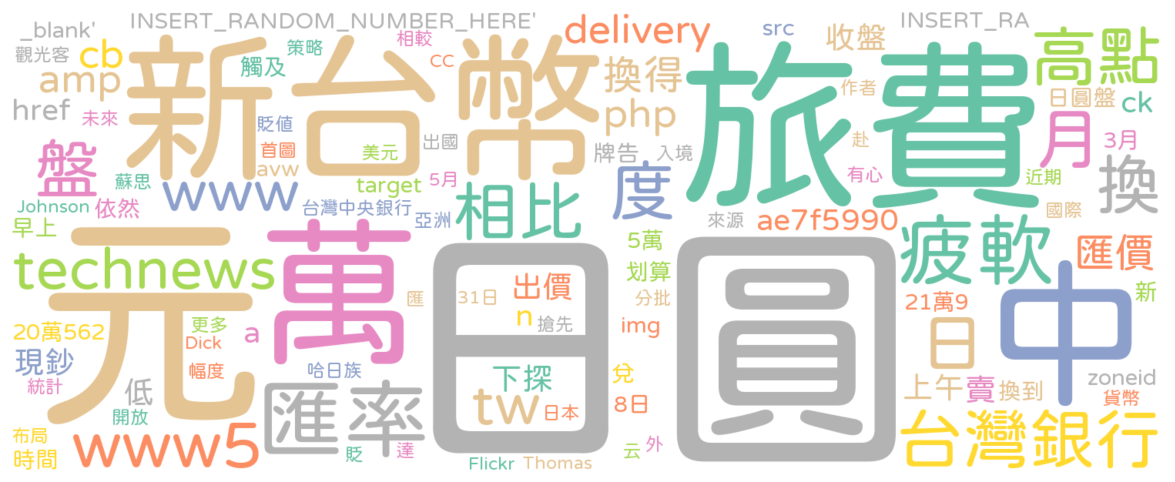 _blank'
INSERT_RANDOM_NUMBER_HERE'
INSERT_RA
觀光客
cb
新台幣
策略
相較
cc
delivery
src
收盤
高點
amp
觸及
換得
旅費
作者
日圓盤
ck
href
未來
貶值
php
月
3月
盤
首圖
美元
出國
牌告
入境
赴
換
蘇思
avw
target
5月
度
有心
近期
www
Johnson
依然
台灣中央銀行
亞洲
相比
來源
ae7f5990
國際
早上
元
萬
日圓
5萬
疲軟
匯價
technews
划算
中
新
31日
出價
分批
21萬9
匯
n
搶先
img
20萬562
更多
a
Dick
日
現鈔
幅度
哈日族
下探
兌
zoneid
統計
低
匯率
tw
日本
8日
上午
賣
換到
貨幣
開放
台灣銀行
布局
www5
時間
貶
達
Flickr
Thomas
云
外